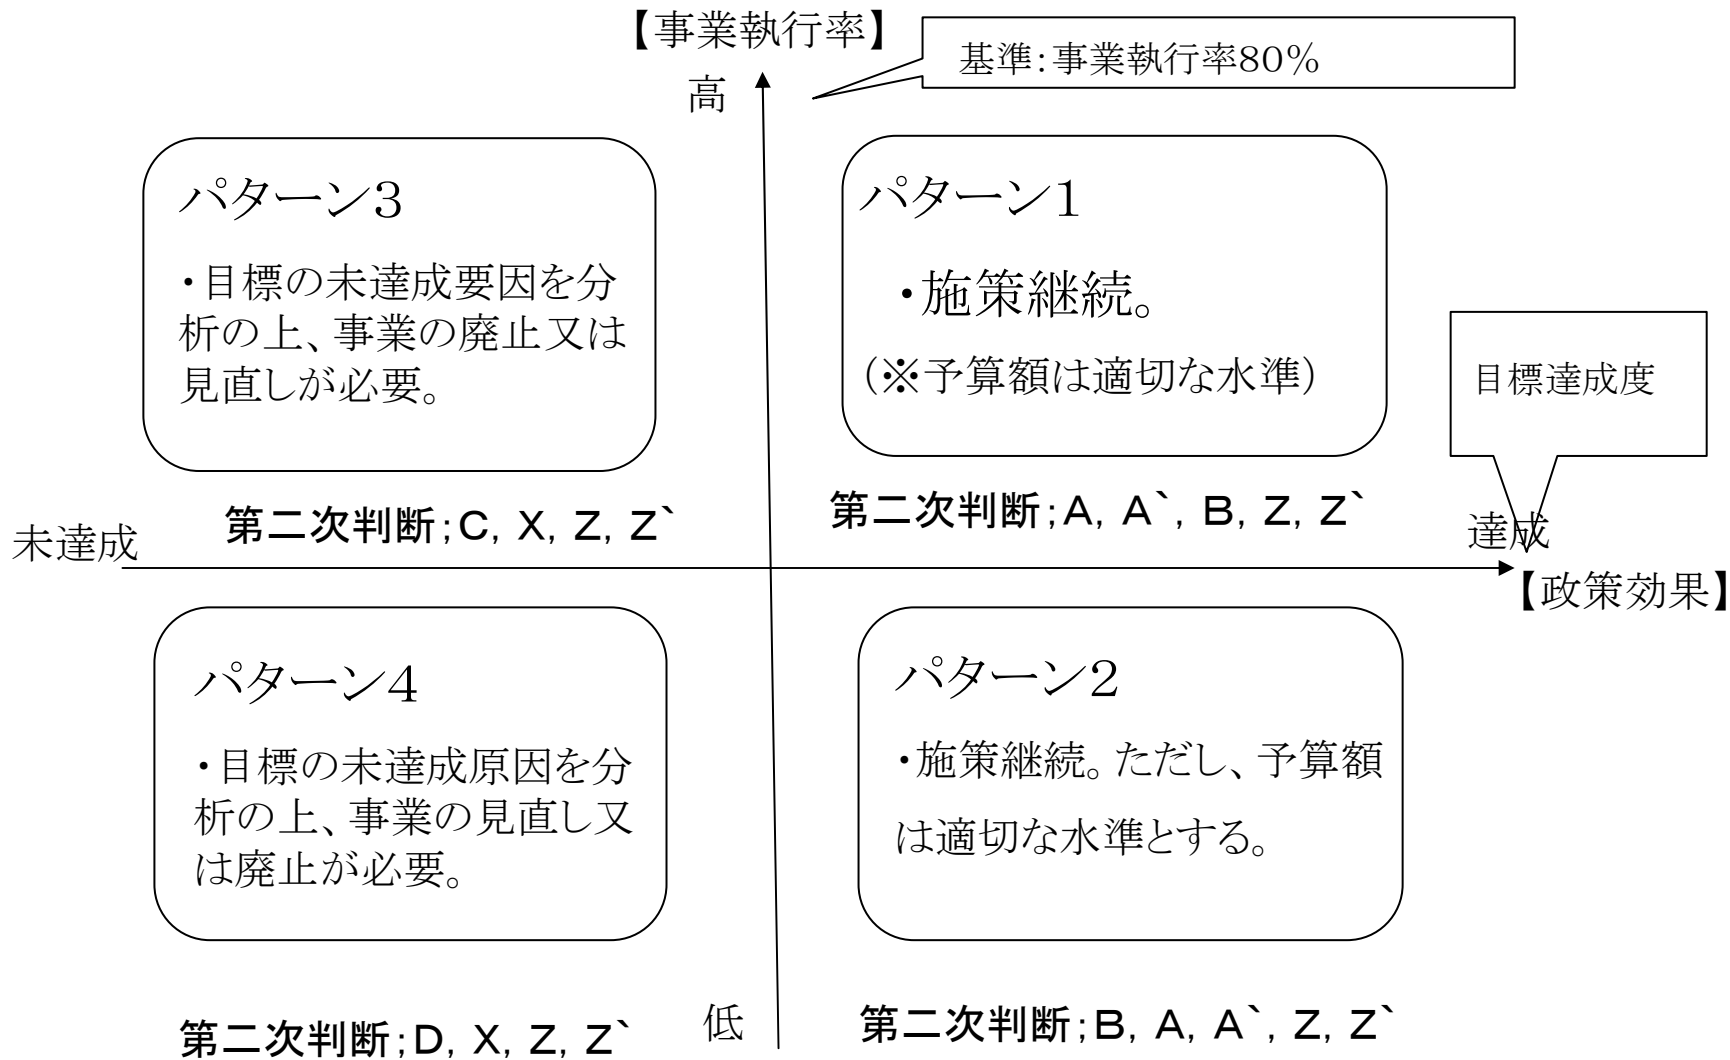 【事業執行率】
高
基準:事業執行率80%
パターン3
・目標の未達成要因を分
析の上、事業の廃止又は
見直しが必要。
第二次判断;C, X, Z, Z`
パターン1
・施策継続。
(※予算額は適切な水準)
第二次判断;A, A`, B, Z, Z`
目標達成度
未達成
達成
【政策効果】
パターン4
・目標の未達成原因を分
析の上、事業の見直し又
は廃止が必要。
第二次判断;D, X, Z, Z`
パターン2
・施策継続。ただし、予算額
は適切な水準とする。
低
第二次判断;B, A, A`, Z, Z`